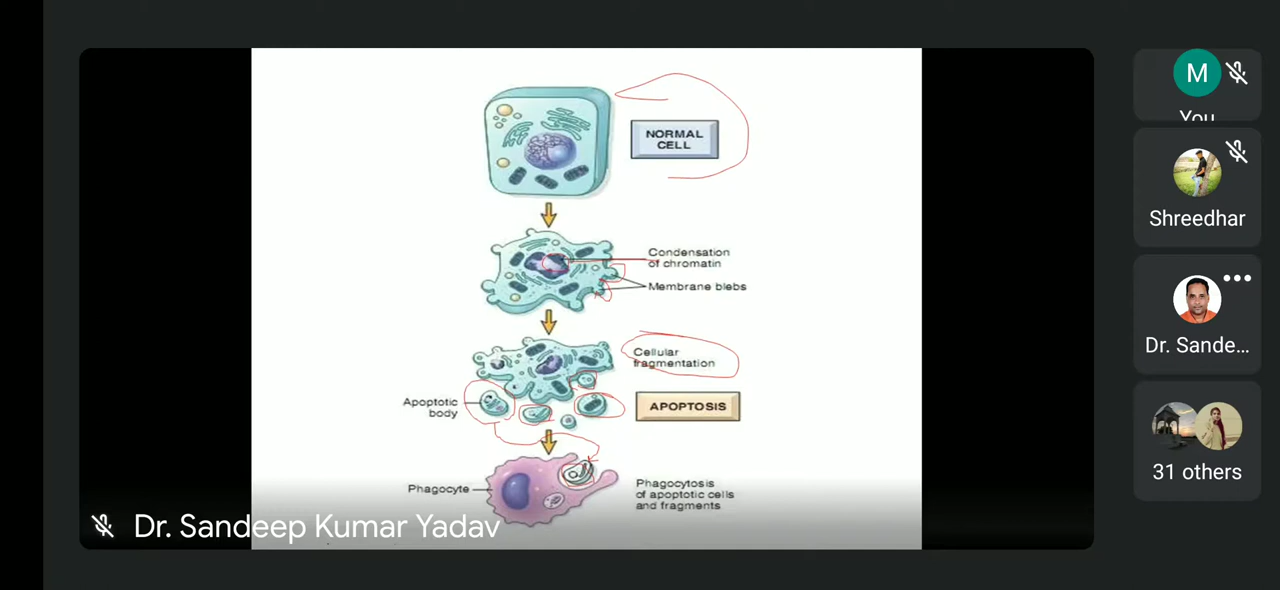 NORMAL
CELL
Condensation
of chromatin
Membrane blebs
Cellular
fragmentation
Apoptotic
body
APOPTOSIS
Phagocyte
Phagocytosis
of apoptotic cells
and fragments
Dr. Sandeep Kumar Yadav
M
You
Shreedhar
Dr. Sande...
31 others